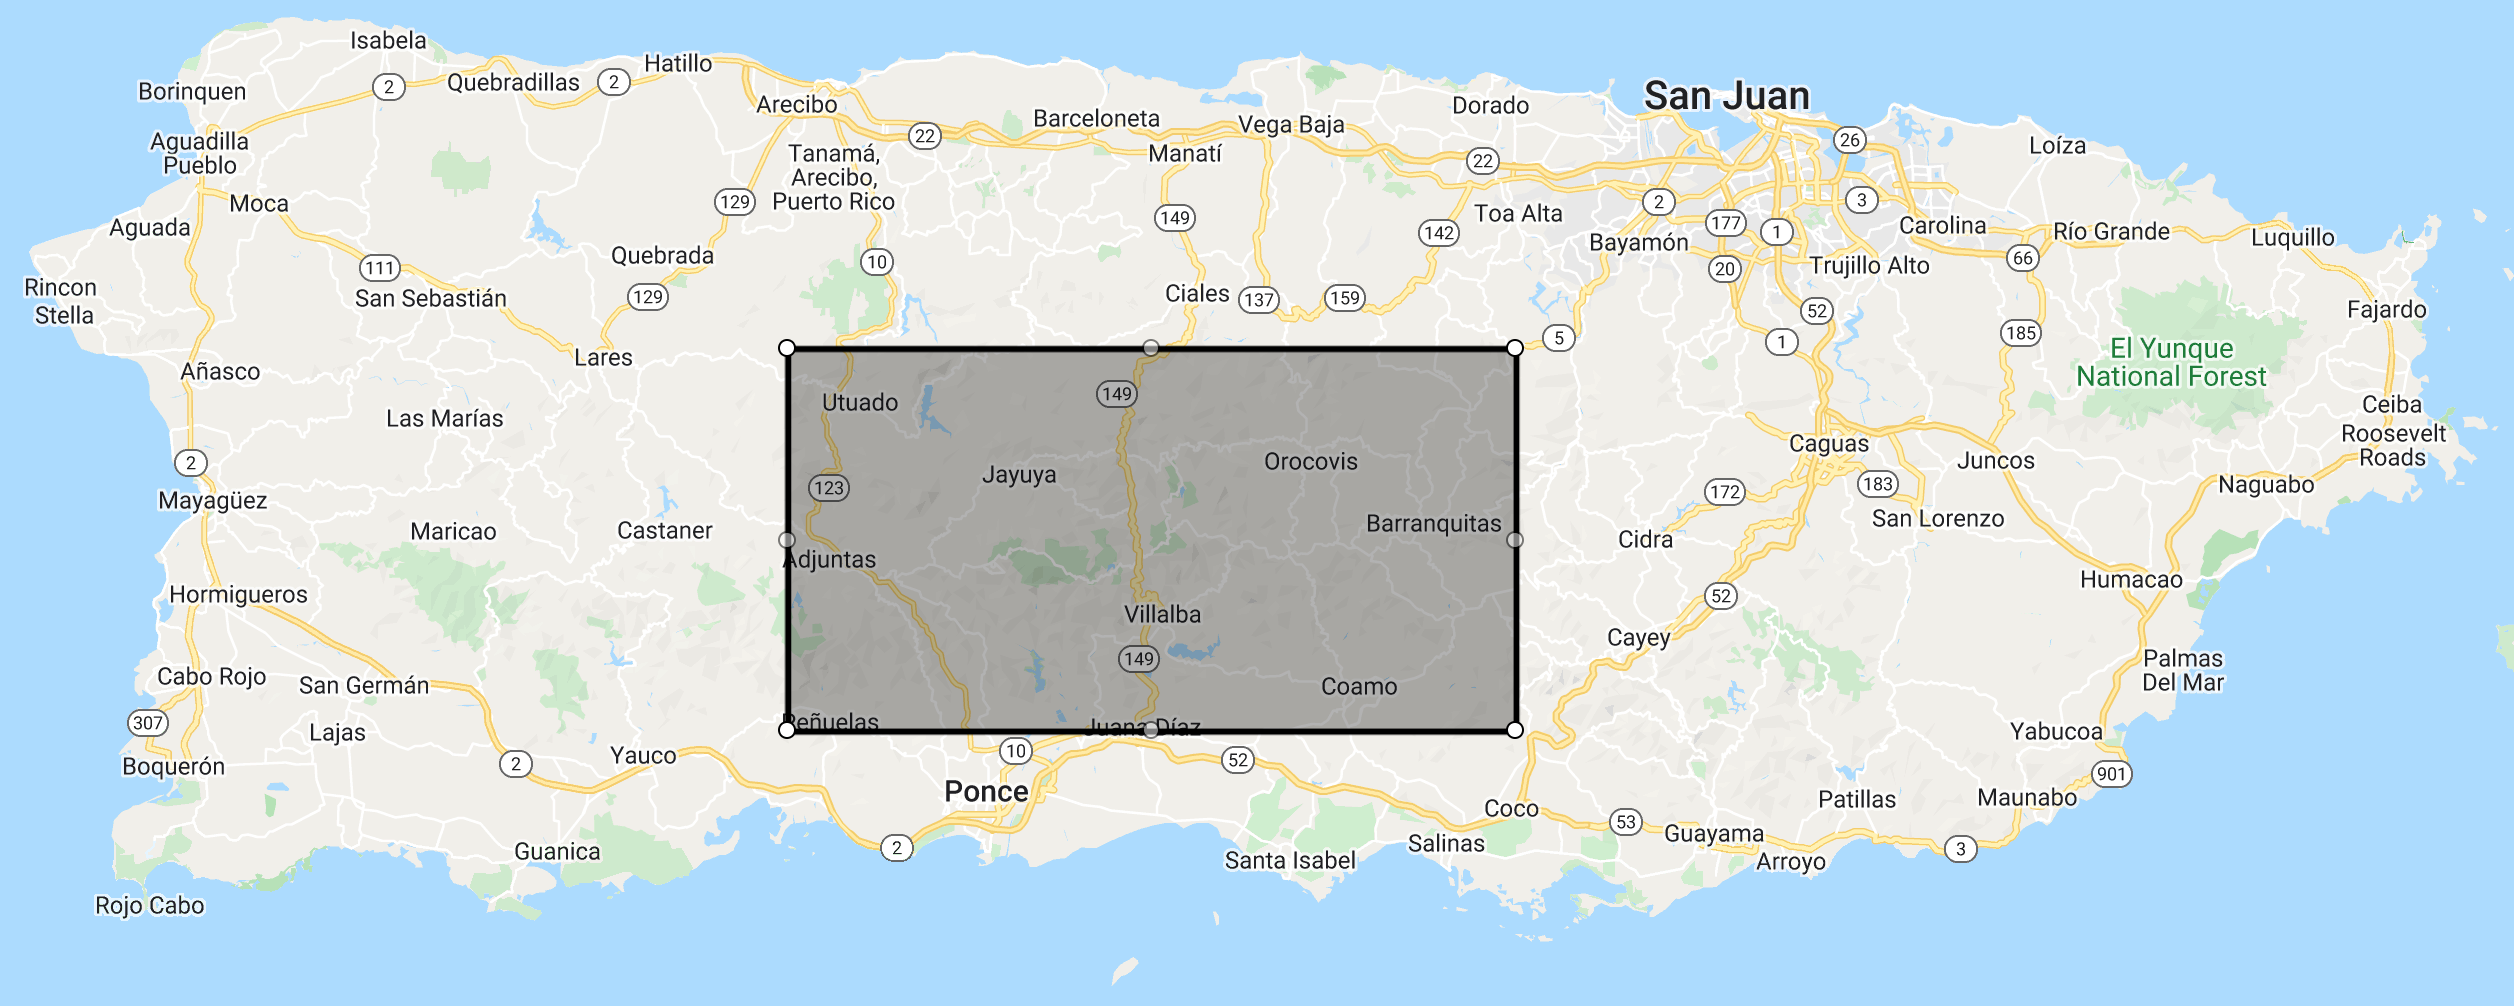 Isabela
Hatillo
2
Quebradillas
2
Borinquen
San Juan
Arecibo
Dorado
Barceloneta
Vega Baja
22
26
Aguadilla
Pueblo
Tanamá,
Arecibo,
Puerto Rico
Manatí
22
Loíza
Moca
129
149
Toa Alta
2
3
Aguada
142
177
1
Carolina
Río Grande
Luquillo
Bayamón
Quebrada
10
66
111
20
Trujillo Alto
Rincon
Stella
San Sebastián
129
Ciales
137
159
52
Fajardo
185
5
1
Lares
El Yunque
National Forest
Añasco
149
Utuado
Ceiba
Las Marías
Roosevelt
Roads
Caguas
2
Jayuya
Orocovis
Juncos
123
172
183
Naguabo
Mayagüez
San Lorenzo
Maricao
Castaner
Barranquitas
Cidra
Adjuntas
Humacao
Hormigueros
52
Villalba
Cayey
149
Palmas
Del Mar
Cabo Rojo
San Germán
Coamo
307
Peñuelas
Juana Díaz
Lajas
Yabucoa
Boquerón
2
Yauco
10
52
901
Ponce
Patillas
Maunabo
Coco
53
Guayama
Salinas
2
3
Guanica
Santa Isabel
Arroyo
Rojo Cabo